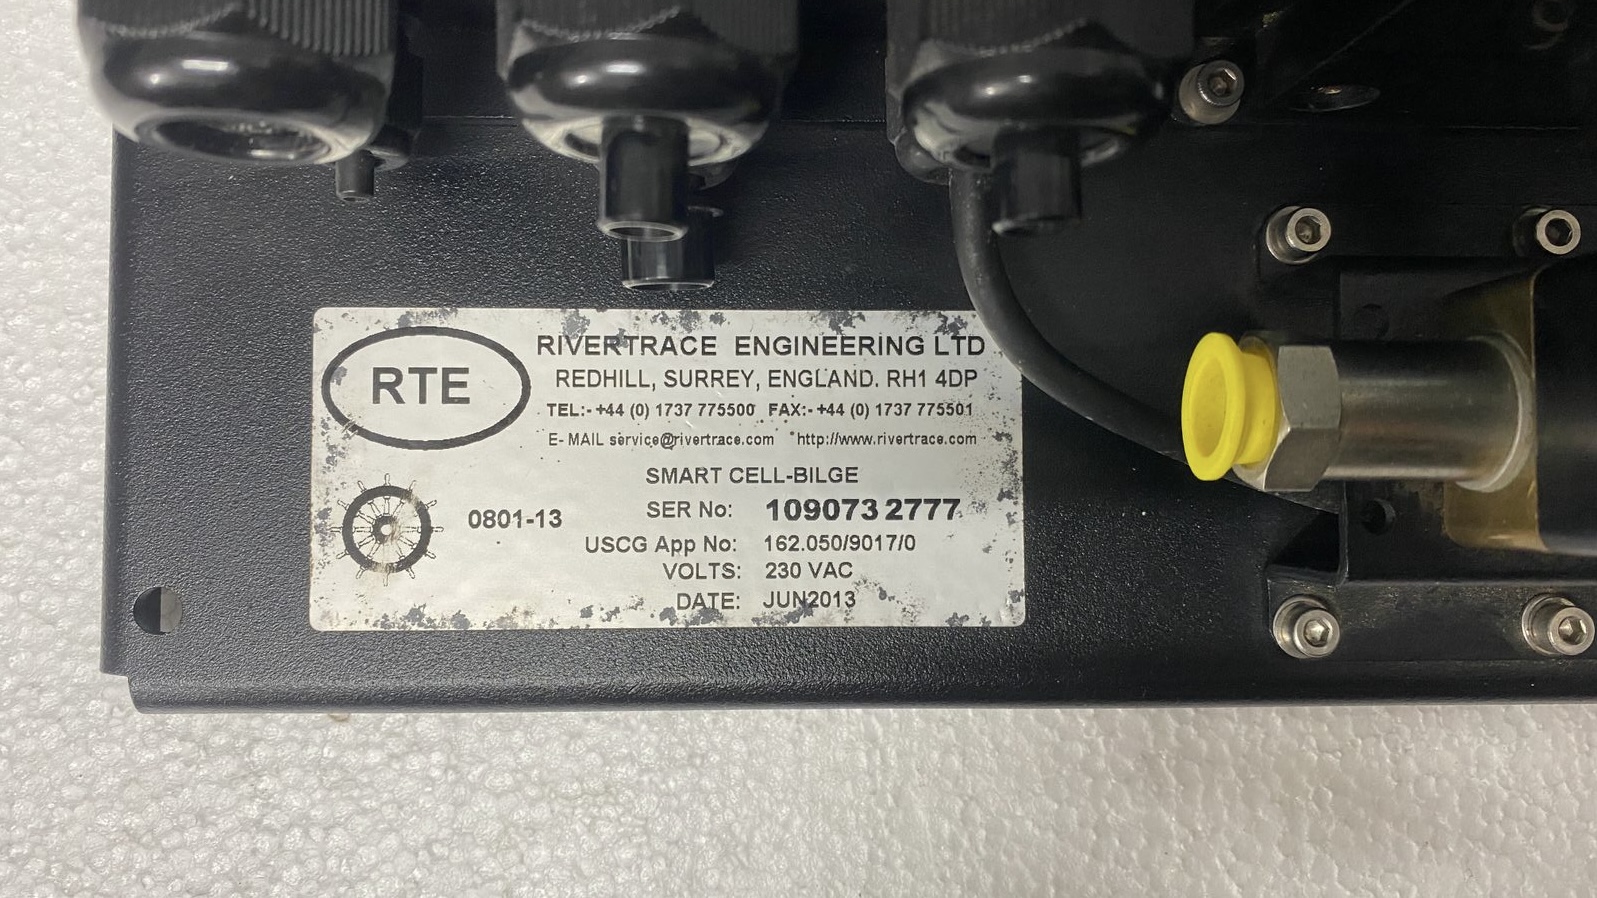 RTE
RIVERTRACE ENGINEERING LTD
REDHILL, SURREY, ENGLAND. RH1 4DP
TEL:- +44 (0) 1737 775500 FAX:- +44 (0) 1737 775501
E- MAIL service@rivertrace.com http://www.rivertrace.com
SMART CELL-BILGE
0801-13
SER No: 109073 2777
USCG App No: 162.050/9017/0
VOLTS: 230 VAC
DATE: JUN2013